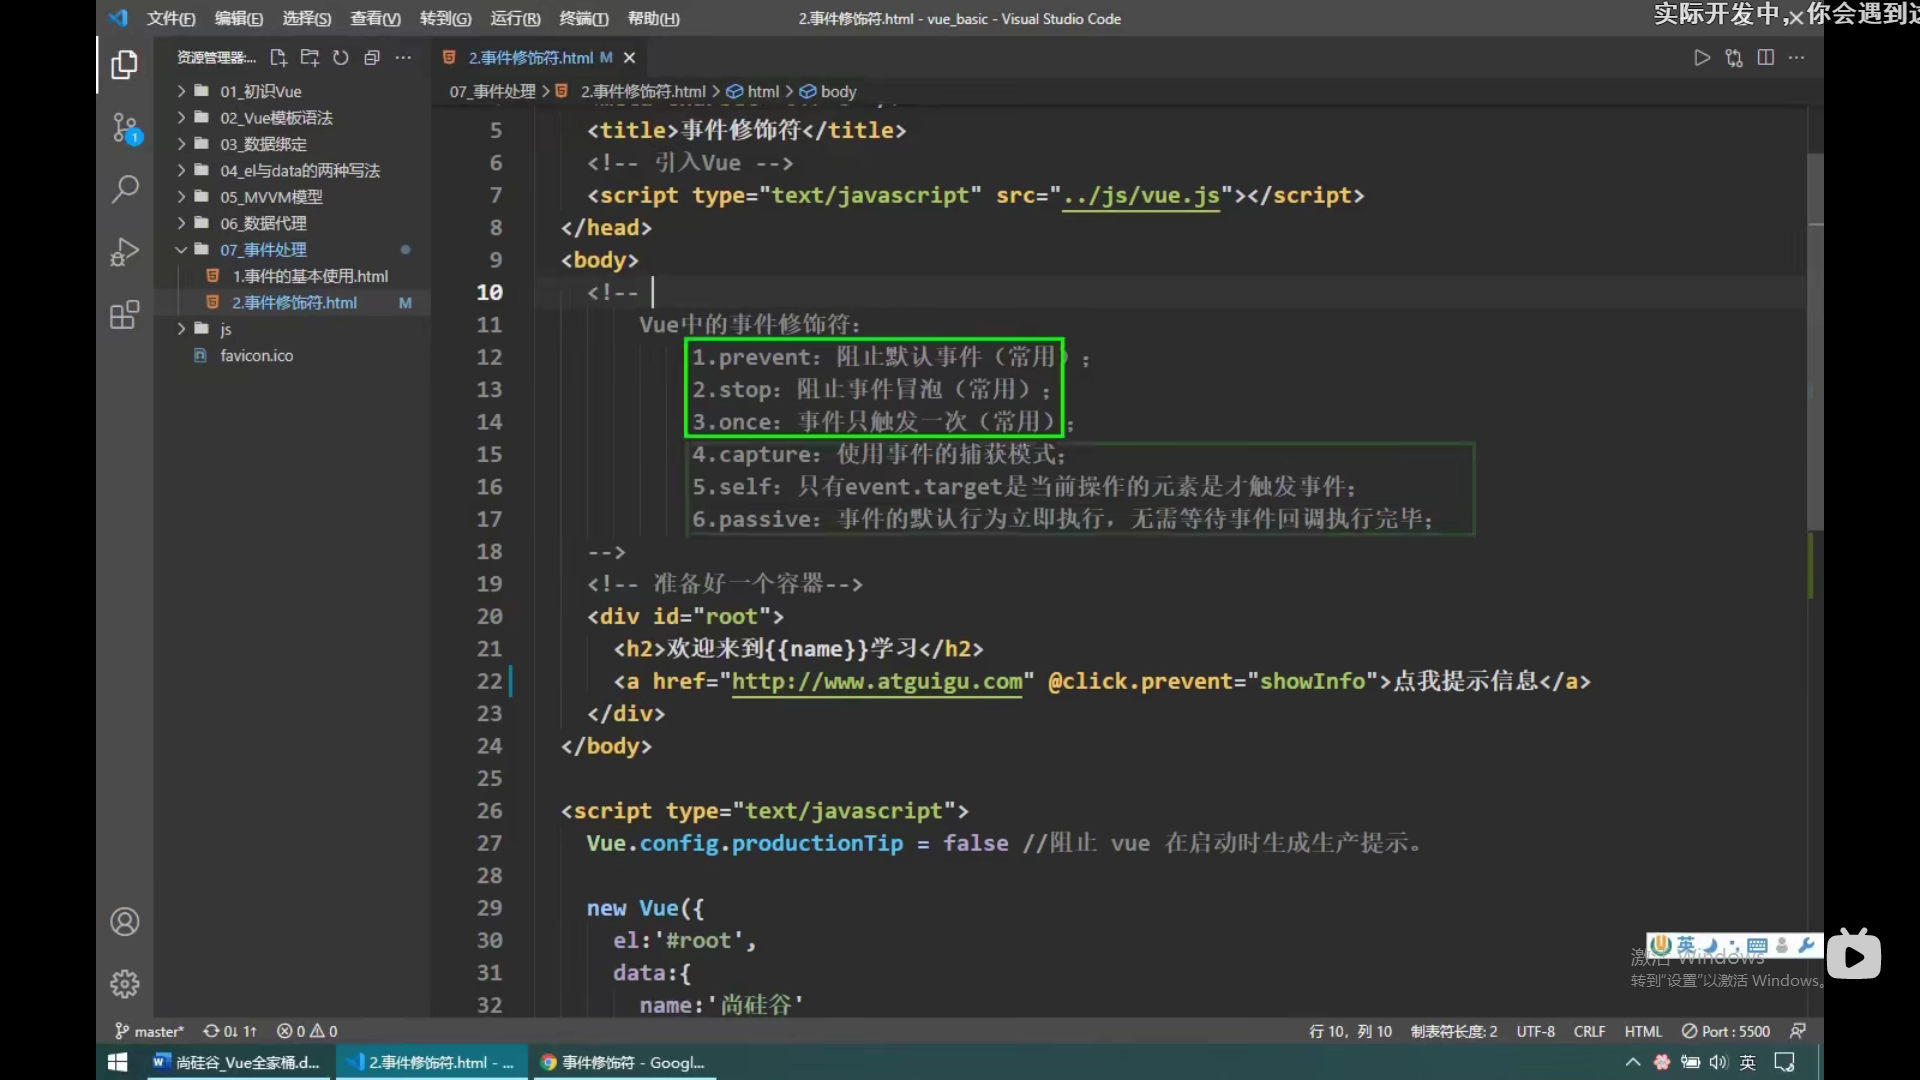 文件(F) 编辑(E) 选择(S) 查看(V) 转到(G) 运行(R) 终端(T) 帮助(H) 2.事件修饰符.html - vue_basic - Visual Studio Code
实际开发中，你会遇到
资源管理器:...
2.事件修饰符.html M
07_事件处理 > 2.事件修饰符.html > html > body
01_初识Vue
02_Vue模板语法
03_数据绑定
04_el与data的两种写法
05_MVVM模型
06_数据代理
07_事件处理
1.事件的基本使用.html
2.事件修饰符.html M
js
favicon.ico
1
5 <title>事件修饰符</title>
6 <!-- 引入Vue -->
7 <script type="text/javascript" src="../js/vue.js"></script>
8 </head>
9 <body>
10 <!--
11 Vue中的事件修饰符：
12 1.prevent：阻止默认事件（常用）；
13 2.stop：阻止事件冒泡（常用）；
14 3.once：事件只触发一次（常用）；
15 4.capture：使用事件的捕获模式；
16 5.self：只有event.target是当前操作的元素是才触发事件；
17 6.passive：事件的默认行为立即执行，无需等待事件回调执行完毕；
18 -->
19 <!-- 准备好一个容器-->
20 <div id="root">
21 <h2>欢迎来到{{name}}学习</h2>
22 <a href="http://www.atguigu.com" @click.prevent="showInfo">点我提示信息</a>
23 </div>
24 </body>
25
26 <script type="text/javascript">
27 Vue.config.productionTip = false //阻止 vue 在启动时生成生产提示。
28
29 new Vue({
30 el:'#root',
31 data:{
32 name:'尚硅谷'
英
激活 Windows
转到"设置"以激活 Windows。
master* 0↓ 1↑ 0 0 行 10，列 10 制表符长度: 2 UTF-8 CRLF HTML Port : 5500
尚硅谷_Vue全家桶.d... 2.事件修饰符.html - ... 事件修饰符 - Googl... 英